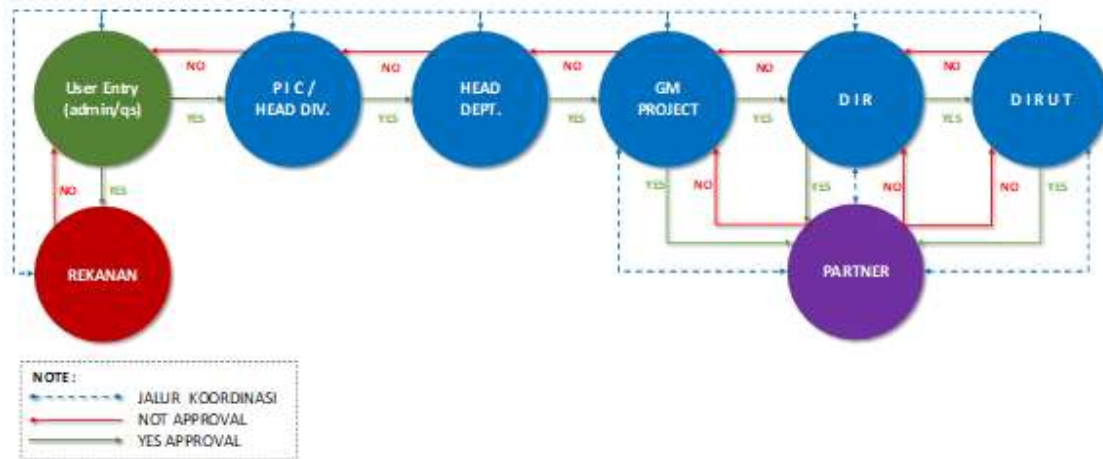 NO
NO
NO
NO
NO
User Entry
(admin/qs)
P I C /
HEAD DIV.
HEAD
DEPT.
GM
PROJECT
D I R
D I R U T
YES
YES
YES
YES
YES
NO
YES
YES
NO
YES
NO
NO
YES
REKANAN
PARTNER
NOTE :
JALUR KOORDINASI
NOT APPROVAL
YES APPROVAL